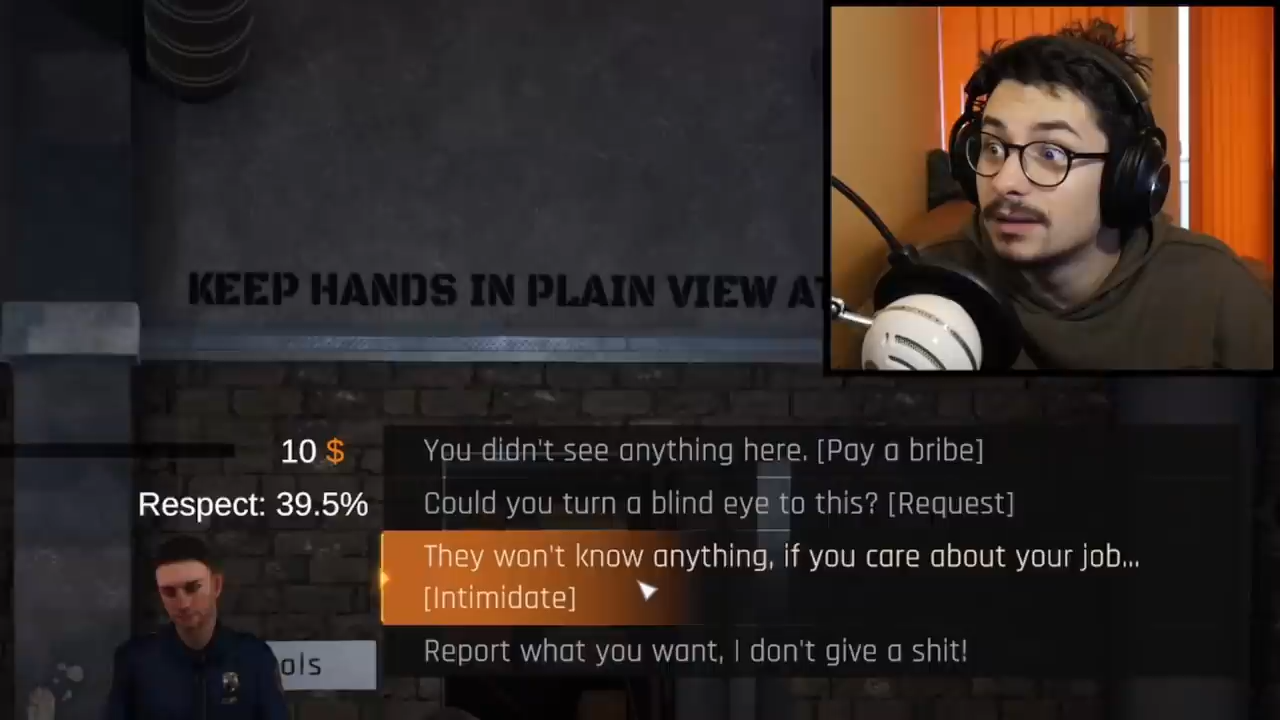 KEEP HANDS IN PLAIN VIEW AT
10 $
You didn't see anything here. [Pay a bribe]
Respect: 39.5%
Could you turn a blind eye to this? [Request]
They won't know anything, if you care about your job...
[Intimidate]
ols
Report what you want, I don't give a shit!